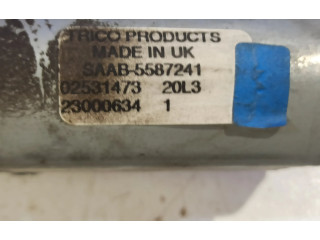 TRICO PRODUCTS
MADE IN UK
SAAB-5587241
02531473 20L3
23000634 1